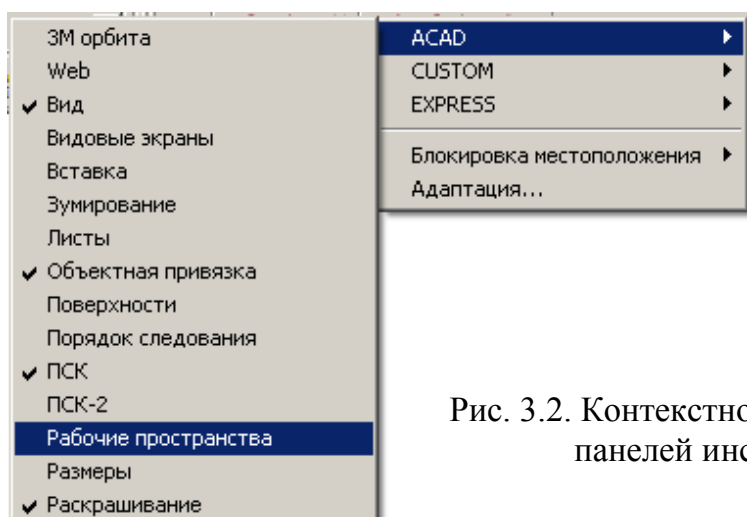 3М орбита
Web
Вид
Видовые экраны
Вставка
Зумирование
Листы
Объектная привязка
Поверхности
Порядок следования
ПСК
ПСК-2
Рабочие пространства
Размеры
Раскрашивание
ACAD
CUSTOM
EXPRESS
Блокировка местоположения
Адаптация...
Рис. 3.2. Контекстно
панелей инс